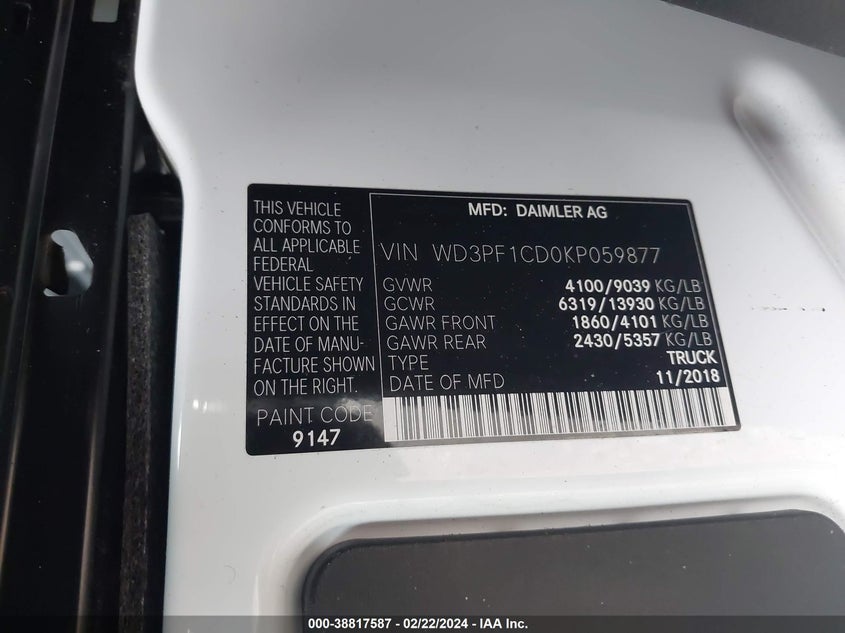 THIS VEHICLE
CONFORMS TO
ALL APPLICABLE
FEDERAL
VEHICLE SAFETY
STANDARDS IN
EFFECT ON THE
DATE OF MANU-
FACTURE SHOWN
ON THE RIGHT.
PAINT CODE
9147
MFD: DAIMLER AG
VIN WD3PF1CD0KP059877
GVWR 4100/9039 KG/LB
GCWR 6319/13930 KG/LB
GAWR FRONT 1860/4101 KG/LB
GAWR REAR 2430/5357 KG/LB
TYPE TRUCK
DATE OF MFD 11/2018
000-38817587 - 02/22/2024 - IAA Inc.